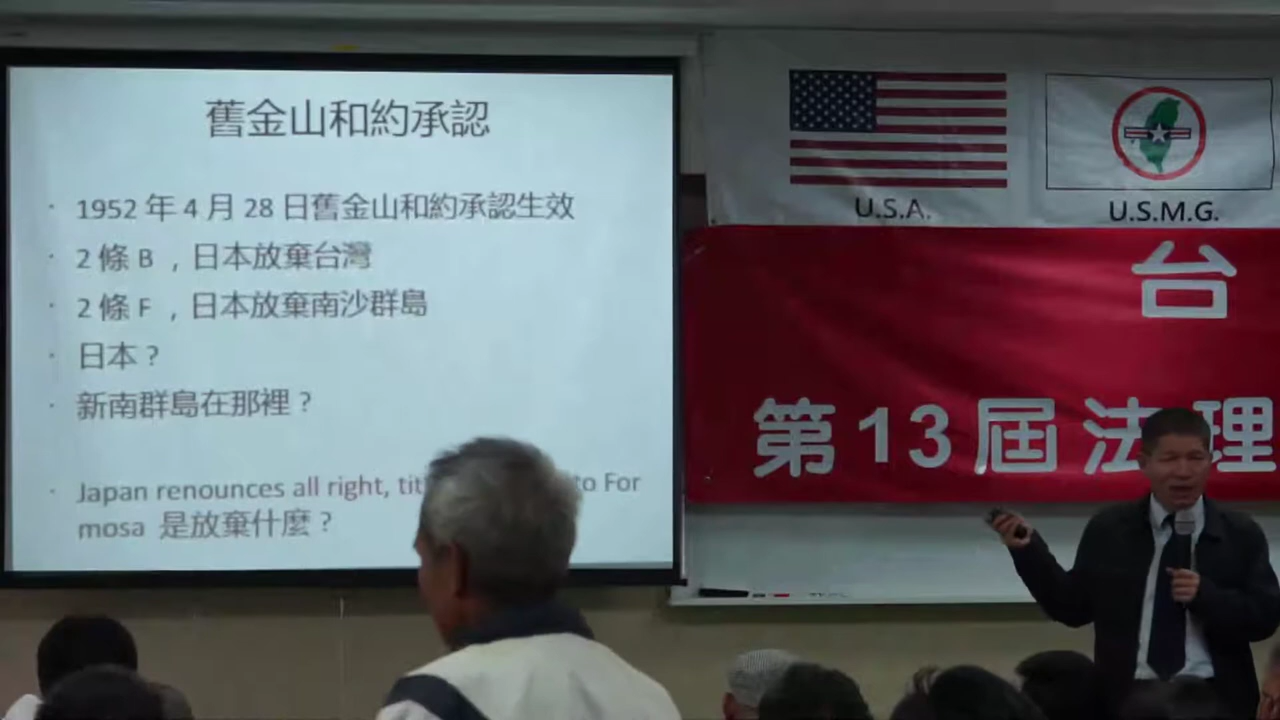 舊金山和約承認
· 1952 年 4 月 28 日舊金山和約承認生效
· 2 條 B ，日本放棄台灣
· 2 條 F ，日本放棄南沙群島
· 日本？
· 新南群島在那裡？
· Japan renounces all right, tit to For
mosa 是放棄什麼？
U.S.A.
U.S.M.G.
台
第13屆法理